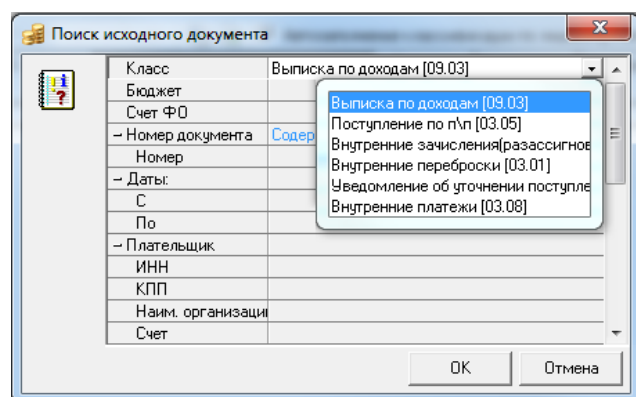 Поиск исходного документа
Класс Выписка по доходам [09.03]
Бюджет
Счет ФО
Номер документа Содер
Номер
Даты:
С
По
Плательщик
ИНН
КПП
Наим. организаци
Счет
Выписка по доходам [09.03]
Поступление по п\п [03.05]
Внутренние зачисления(разассигнов
Внутренние переброски [03.01]
Уведомление об уточнении поступле
Внутренние платежи [03.08]
OK Отмена